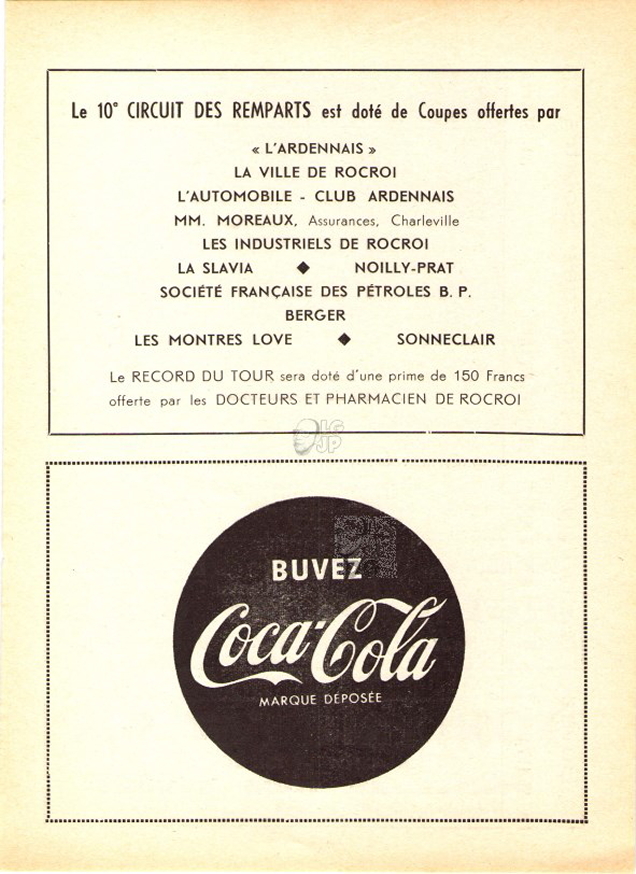 Le 10e CIRCUIT DES REMPARTS est doté de Coupes offertes par
« L'ARDENNAIS »
LA VILLE DE ROCROI
L'AUTOMOBILE - CLUB ARDENNAIS
MM. MOREAUX, Assurances, Charleville
LES INDUSTRIELS DE ROCROI
LA SLAVIA ◆ NOILLY-PRAT
SOCIÉTÉ FRANÇAISE DES PÉTROLES B. P.
BERGER
LES MONTRES LOVE ◆ SONNECLAIR
Le RECORD DU TOUR sera doté d'une prime de 150 Francs
offerte par les DOCTEURS ET PHARMACIEN DE ROCROI
LG
JP
BUVEZ
Coca-Cola
MARQUE DÉPOSÉE